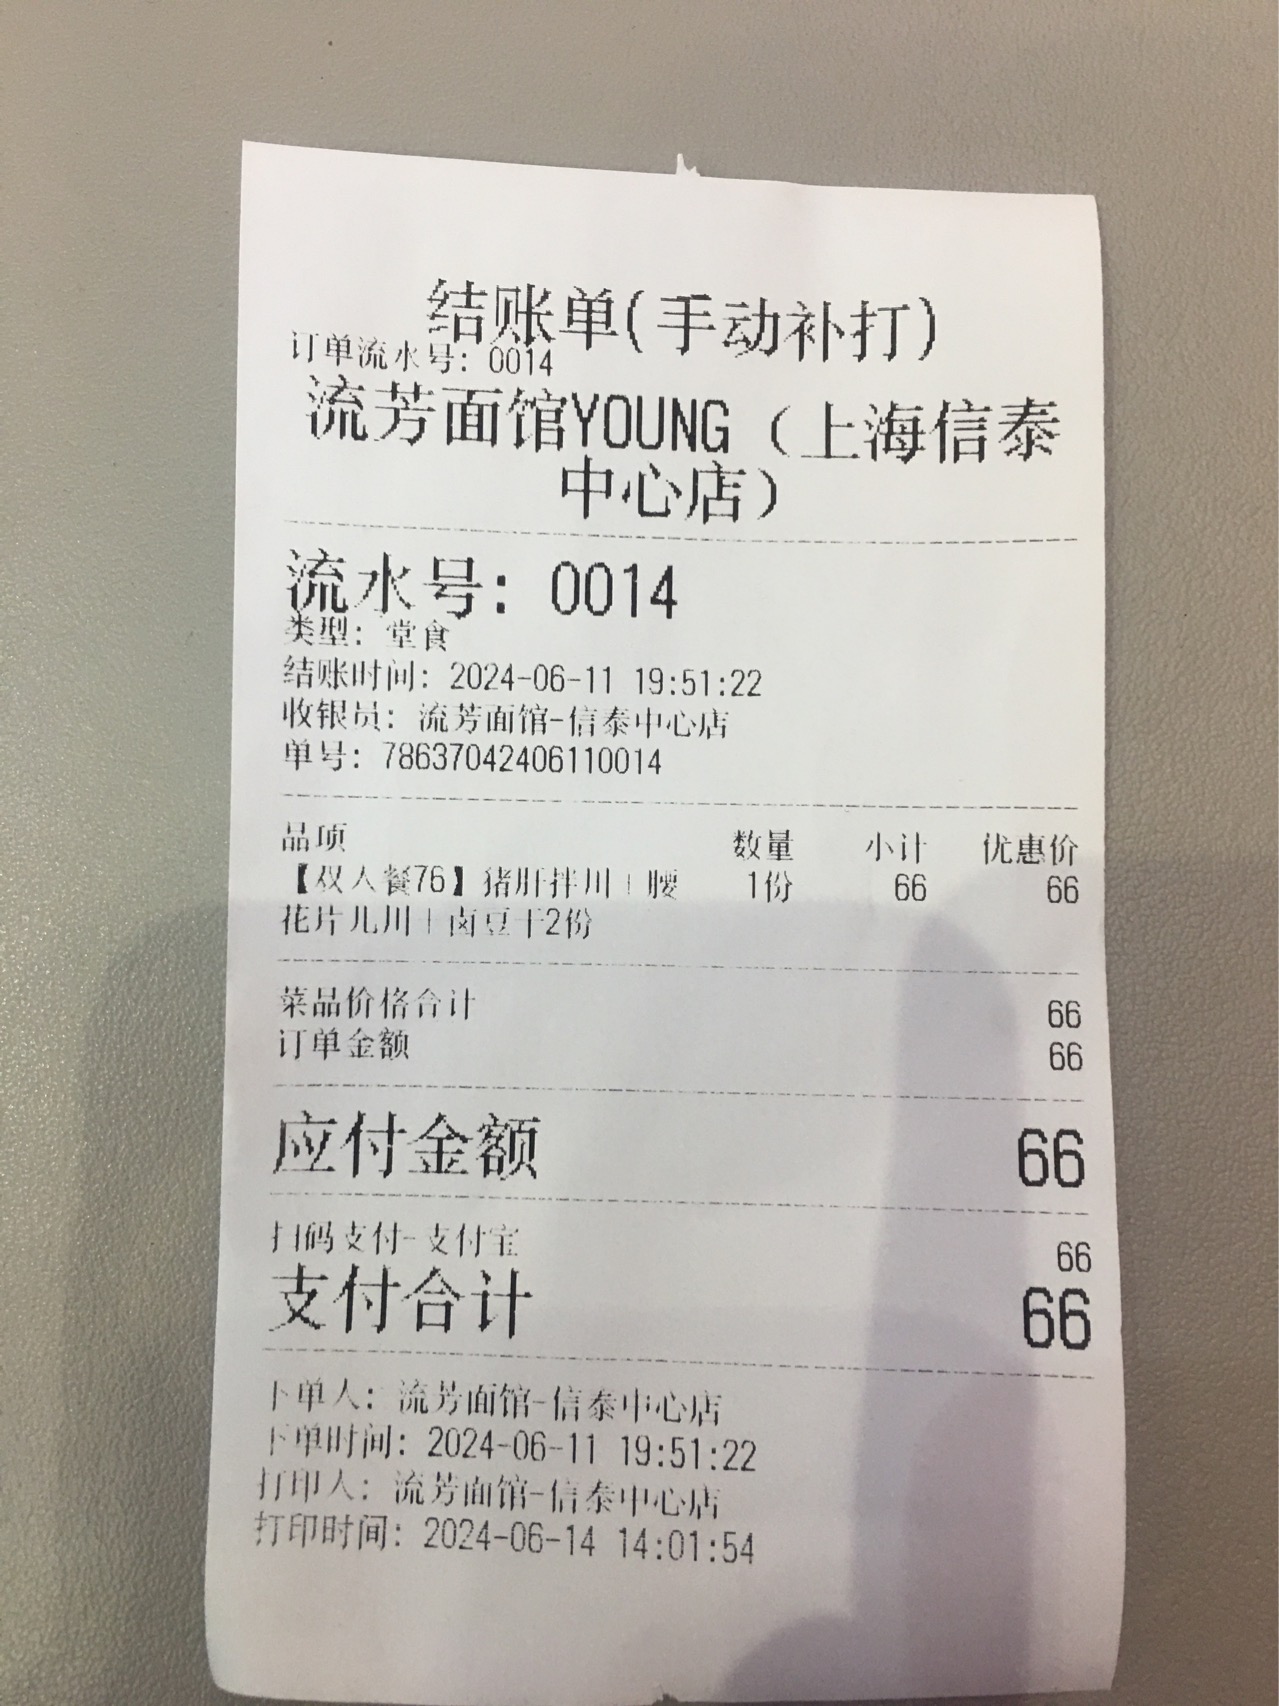 结账单(手动补打)
订单流水号: 0014
流芳面馆YOUNG（上海信泰
中心店）
流水号: 0014
类型: 堂食
结账时间: 2024-06-11 19:51:22
收银员: 流芳面馆-信泰中心店
单号: 78637042406110014
品项 数量 小计 优惠价
【双人餐76】猪肝拌川+腰 1份 66 66
花片儿川+卤豆干2份
菜品价格合计 66
订单金额 66
应付金额 66
扫码支付-支付宝 66
支付合计 66
下单人: 流芳面馆-信泰中心店
下单时间: 2024-06-11 19:51:22
打印人: 流芳面馆-信泰中心店
打印时间: 2024-06-14 14:01:54